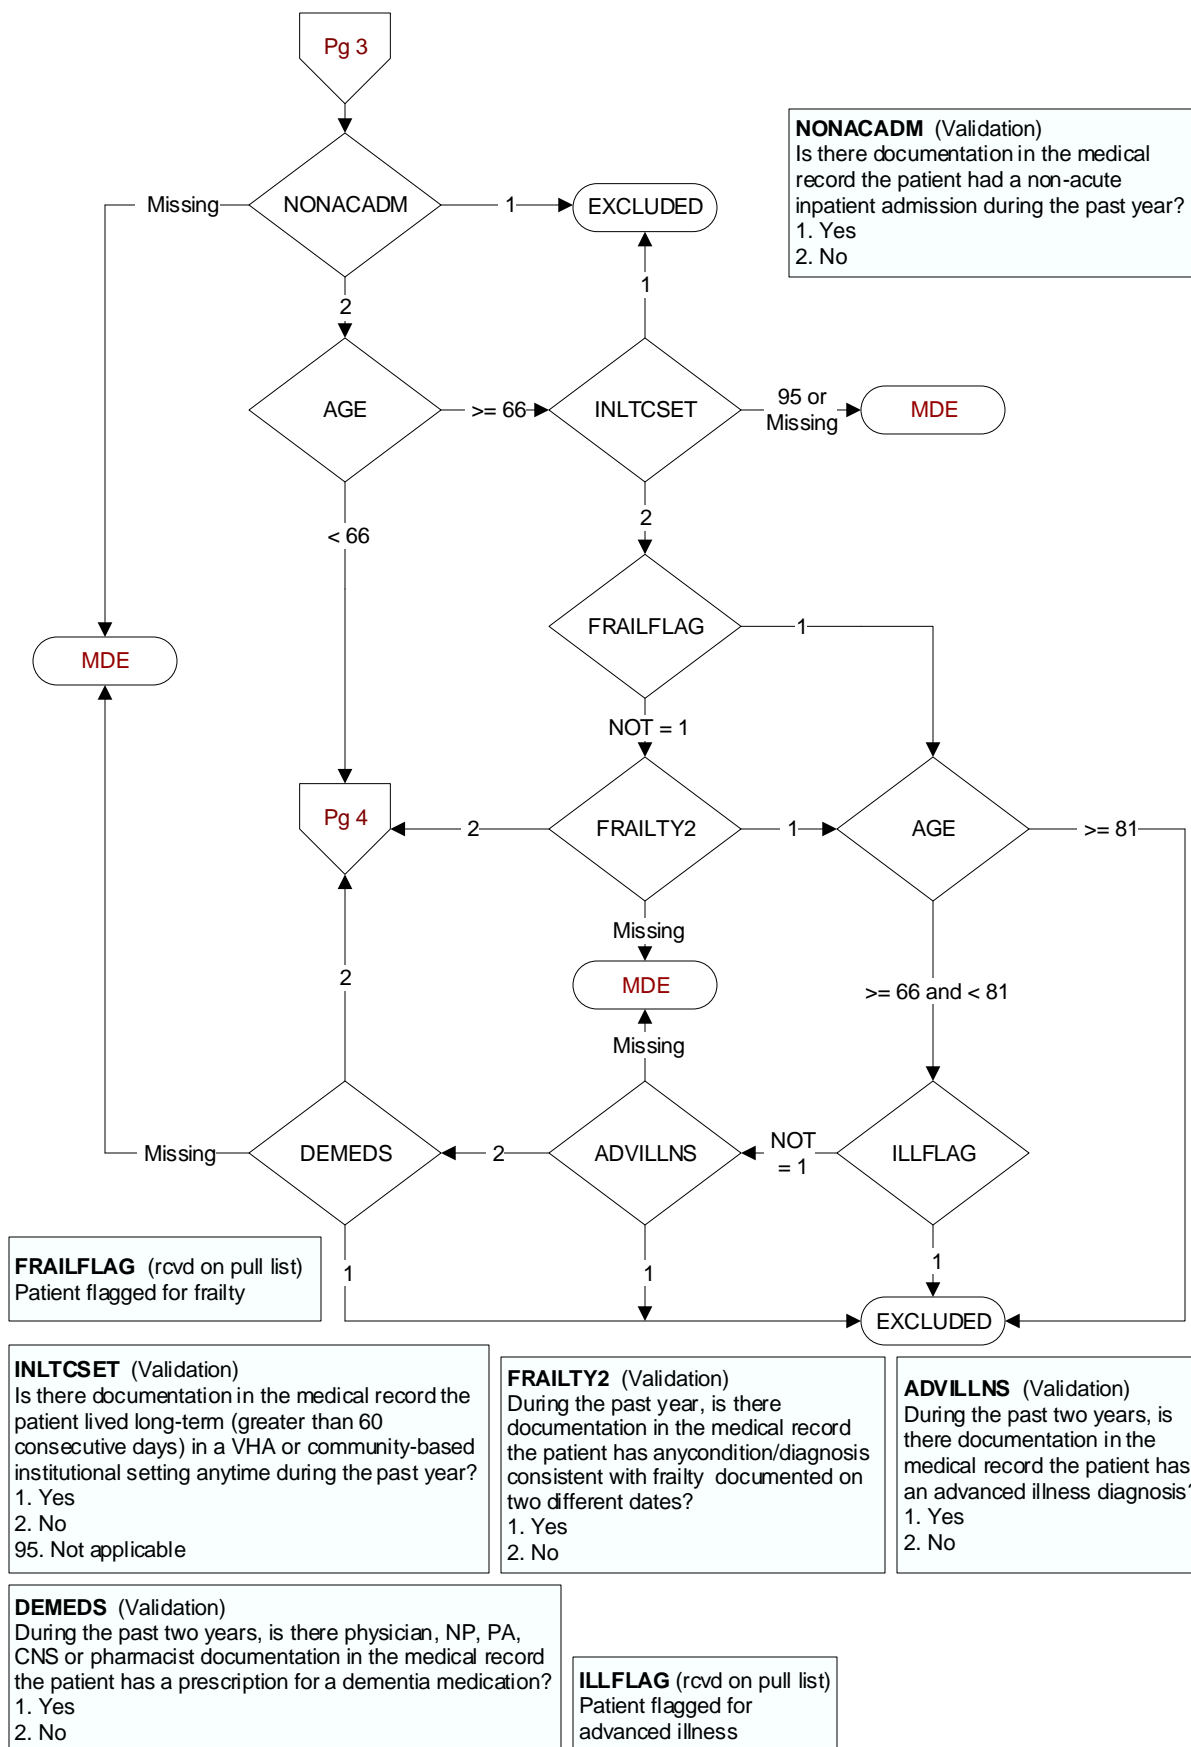 Pg 3
NONACADM (Validation)
Is there documentation in the medical
record the patient had a non-acute
inpatient admission during the past year?
1. Yes
2. No
Missing
NONACADM
1
EXCLUDED
2
1
AGE
>= 66
INLTCSET
95 or
Missing
MDE
< 66
2
FRAILFLAG
1
MDE
NOT = 1
Pg 4
2
FRAILTY2
1
AGE
>= 81
Missing
MDE
2
>= 66 and < 81
Missing
Missing
DEMEDS
2
ADVILLNS
NOT
= 1
ILLFLAG
1
1
1
EXCLUDED
FRAILFLAG (rcvd on pull list)
Patient flagged for frailty
INLTCSET (Validation)
Is there documentation in the medical record the
patient lived long-term (greater than 60
consecutive days) in a VHA or community-based
institutional setting anytime during the past year?
1. Yes
2. No
95. Not applicable
FRAILTY2 (Validation)
During the past year, is there
documentation in the medical record
the patient has anycondition/diagnosis
consistent with frailty documented on
two different dates?
1. Yes
2. No
ADVILLNS (Validation)
During the past two years, is
there documentation in the
medical record the patient has
an advanced illness diagnosis?
1. Yes
2. No
DEMEDS (Validation)
During the past two years, is there physician, NP, PA,
CNS or pharmacist documentation in the medical record
the patient has a prescription for a dementia medication?
1. Yes
2. No
ILLFLAG (rcvd on pull list)
Patient flagged for
advanced illness